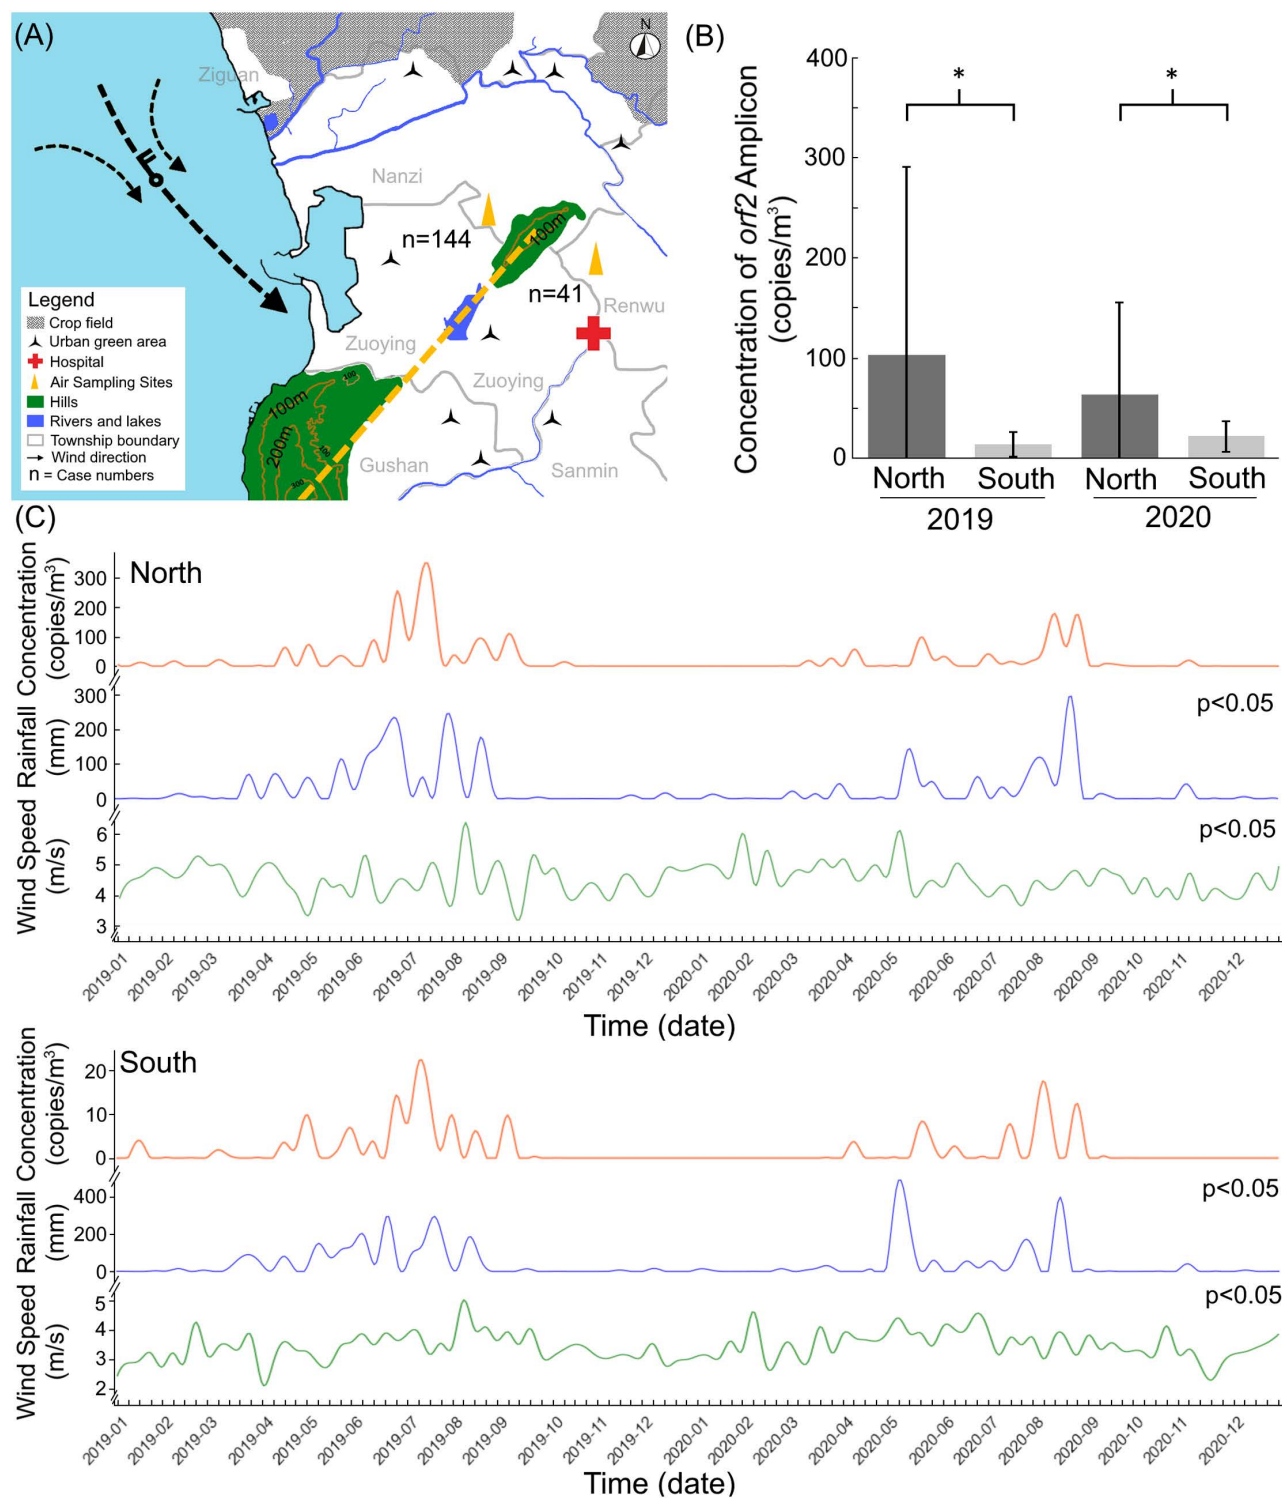 (A)
N
Ziguan
Nanzi
n=144
100m
n=41
Renwu
Zuoying
Zuoying
100
100m
200m
300
Gushan
Sanmin
Legend
Crop field
Urban green area
Hospital
Air Sampling Sites
Hills
Rivers and lakes
Township boundary
Wind direction
n = Case numbers
(B)
Concentration of orf2 Amplicon
(copies/m³)
400
300
200
100
0
*
*
North
South
North
South
2019
2020
(C)
North
Concentration
(copies/m³)
300
200
100
0
Rainfall
(mm)
300
200
100
0
p<0.05
Wind Speed
(m/s)
6
5
4
3
p<0.05
2019-01
2019-02
2019-03
2019-04
2019-05
2019-06
2019-07
2019-08
2019-09
2019-10
2019-11
2019-12
2020-01
2020-02
2020-03
2020-04
2020-05
2020-06
2020-07
2020-08
2020-09
2020-10
2020-11
2020-12
Time (date)
South
Concentration
(copies/m³)
20
10
0
Rainfall
(mm)
400
200
0
p<0.05
Wind Speed
(m/s)
5
4
3
2
p<0.05
2019-01
2019-02
2019-03
2019-04
2019-05
2019-06
2019-07
2019-08
2019-09
2019-10
2019-11
2019-12
2020-01
2020-02
2020-03
2020-04
2020-05
2020-06
2020-07
2020-08
2020-09
2020-10
2020-11
2020-12
Time (date)